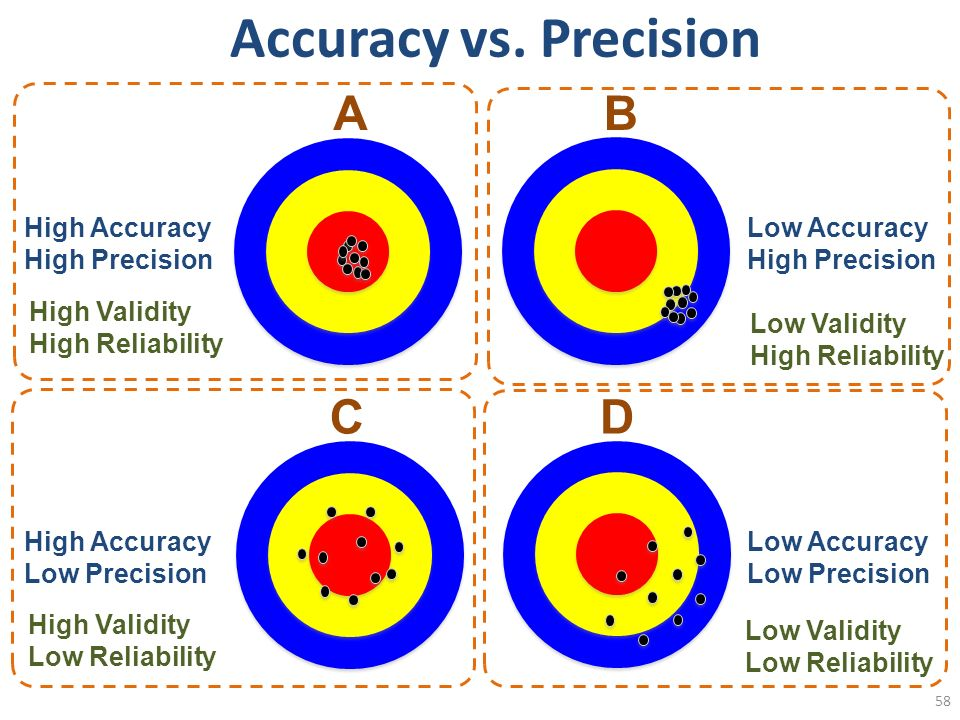 Accuracy vs. Precision
A
High Accuracy
High Precision
High Validity
High Reliability
B
Low Accuracy
High Precision
Low Validity
High Reliability
C
High Accuracy
Low Precision
High Validity
Low Reliability
D
Low Accuracy
Low Precision
Low Validity
Low Reliability
58